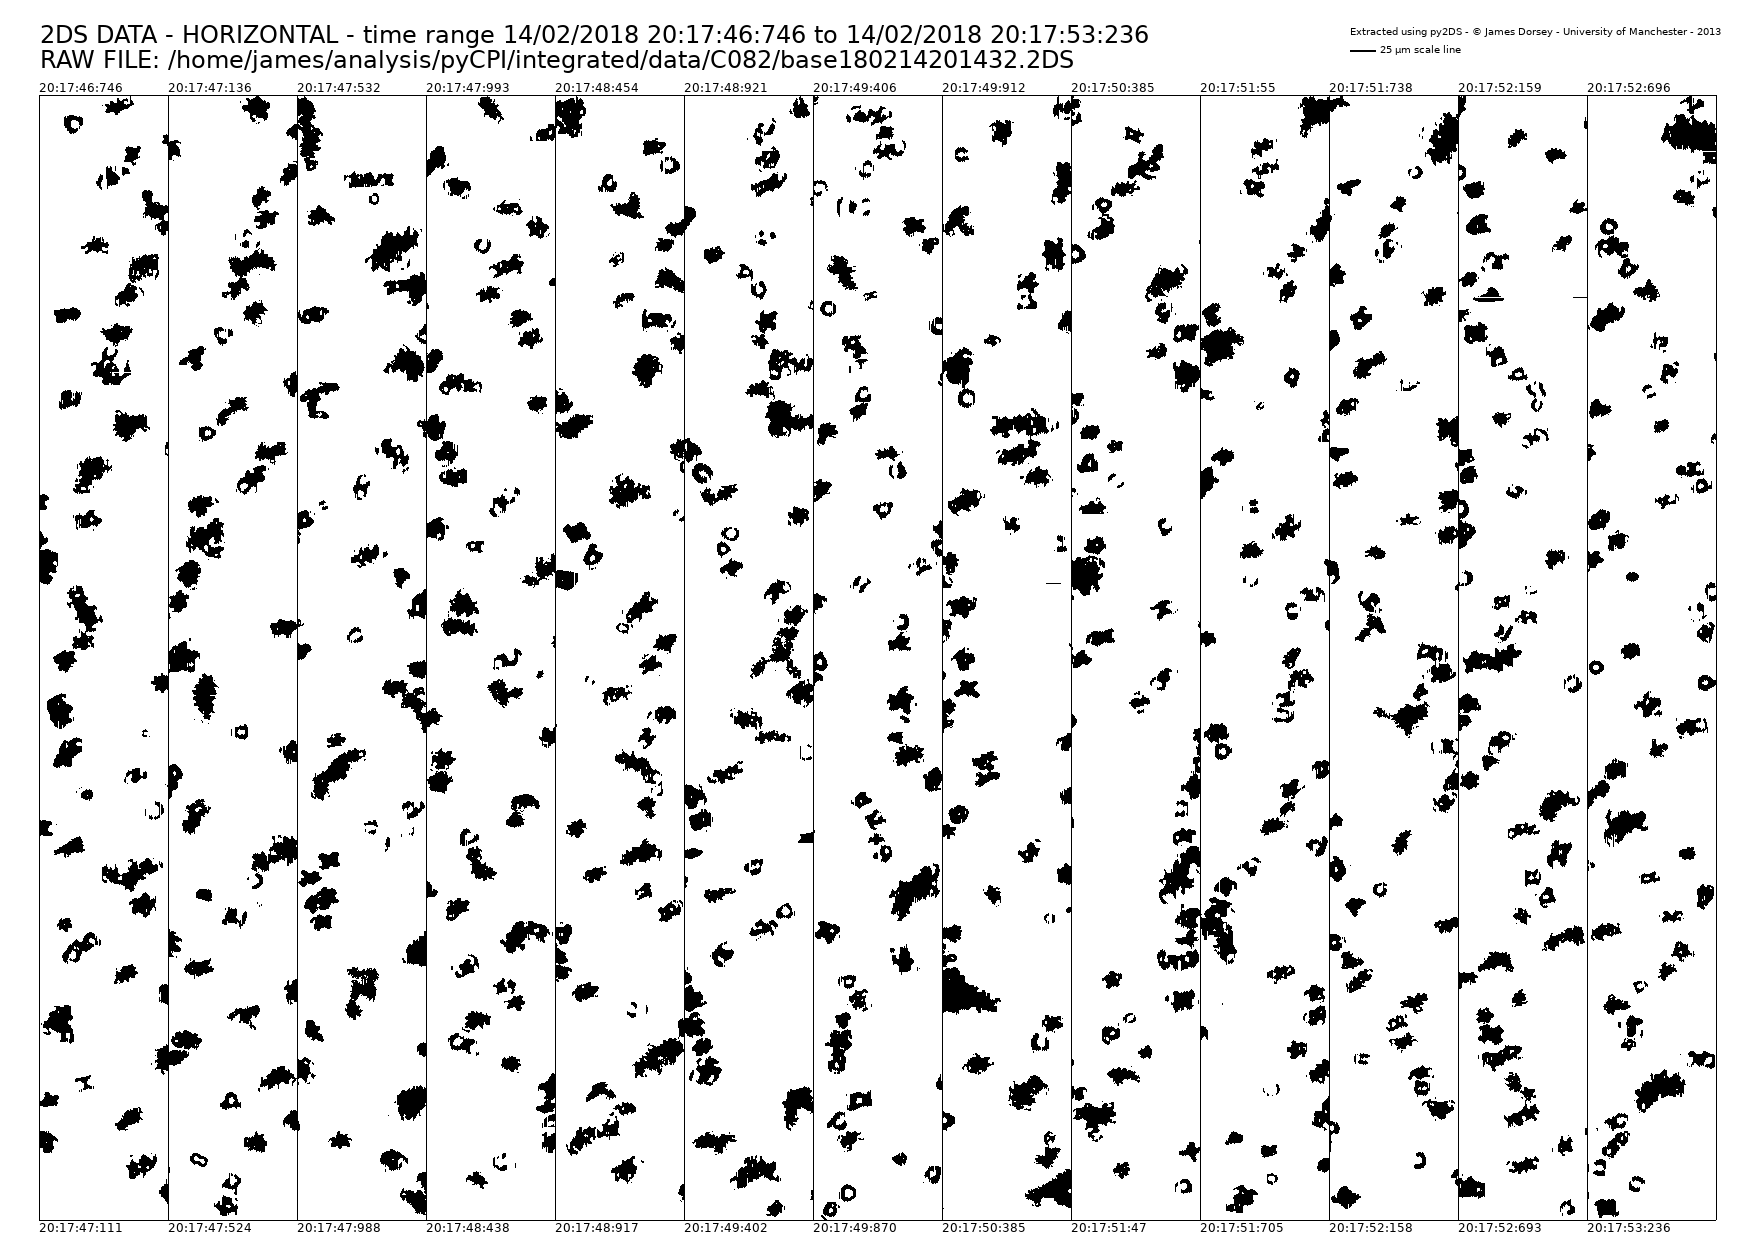 2DS DATA - HORIZONTAL - time range 14/02/2018 20:17:46:746 to 14/02/2018 20:17:53:236
RAW FILE: /home/james/analysis/pyCPI/integrated/data/C082/base180214201432.2DS
Extracted using py2DS - © James Dorsey - University of Manchester - 2013
25 µm scale line
20:17:46:746 20:17:47:136 20:17:47:532 20:17:47:993 20:17:48:454 20:17:48:921 20:17:49:406 20:17:49:912 20:17:50:385 20:17:51:55 20:17:51:738 20:17:52:159 20:17:52:696
20:17:47:111 20:17:47:524 20:17:47:988 20:17:48:438 20:17:48:917 20:17:49:402 20:17:49:870 20:17:50:385 20:17:51:47 20:17:51:705 20:17:52:158 20:17:52:693 20:17:53:236